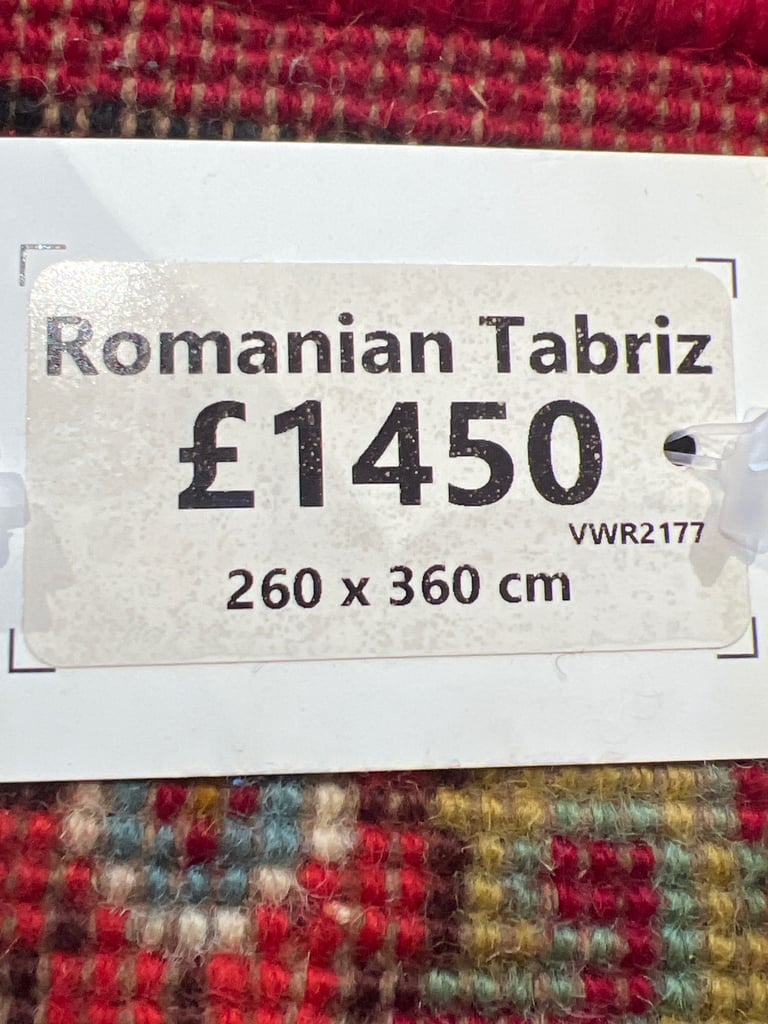 Romanian Tabriz
£1450
VWR2177
260 x 360 cm